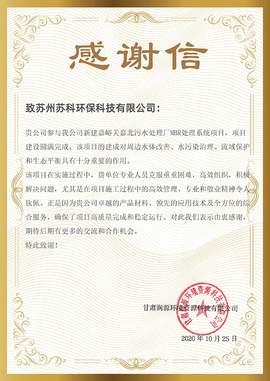 感谢信
致苏州苏科环保科技有限公司：
贵公司参与我公司新建嘉峪关嘉北污水处理厂MBR处理系统项目，项目
建设圆满完成。该项目的建成对周边水体改善、水污染治理、流域保护
和生态平衡具有十分重要的作用。
该项目在实施过程中，贵单位专业人员克服重重困难，高效组织，积极
解决问题，尤其是在项目施工过程中的高效管理、专业和敬业精神令人
钦佩。正是因为贵公司卓越的产品材料、领先的应用技术及全方位的综
合服务，确保了项目高质量完成和稳定运行。对此我们表示由衷感谢，
期待后期有更多的交流和合作机会。
特此致谢！
甘肃润源环境资源科技有限公司
2020年10月25日